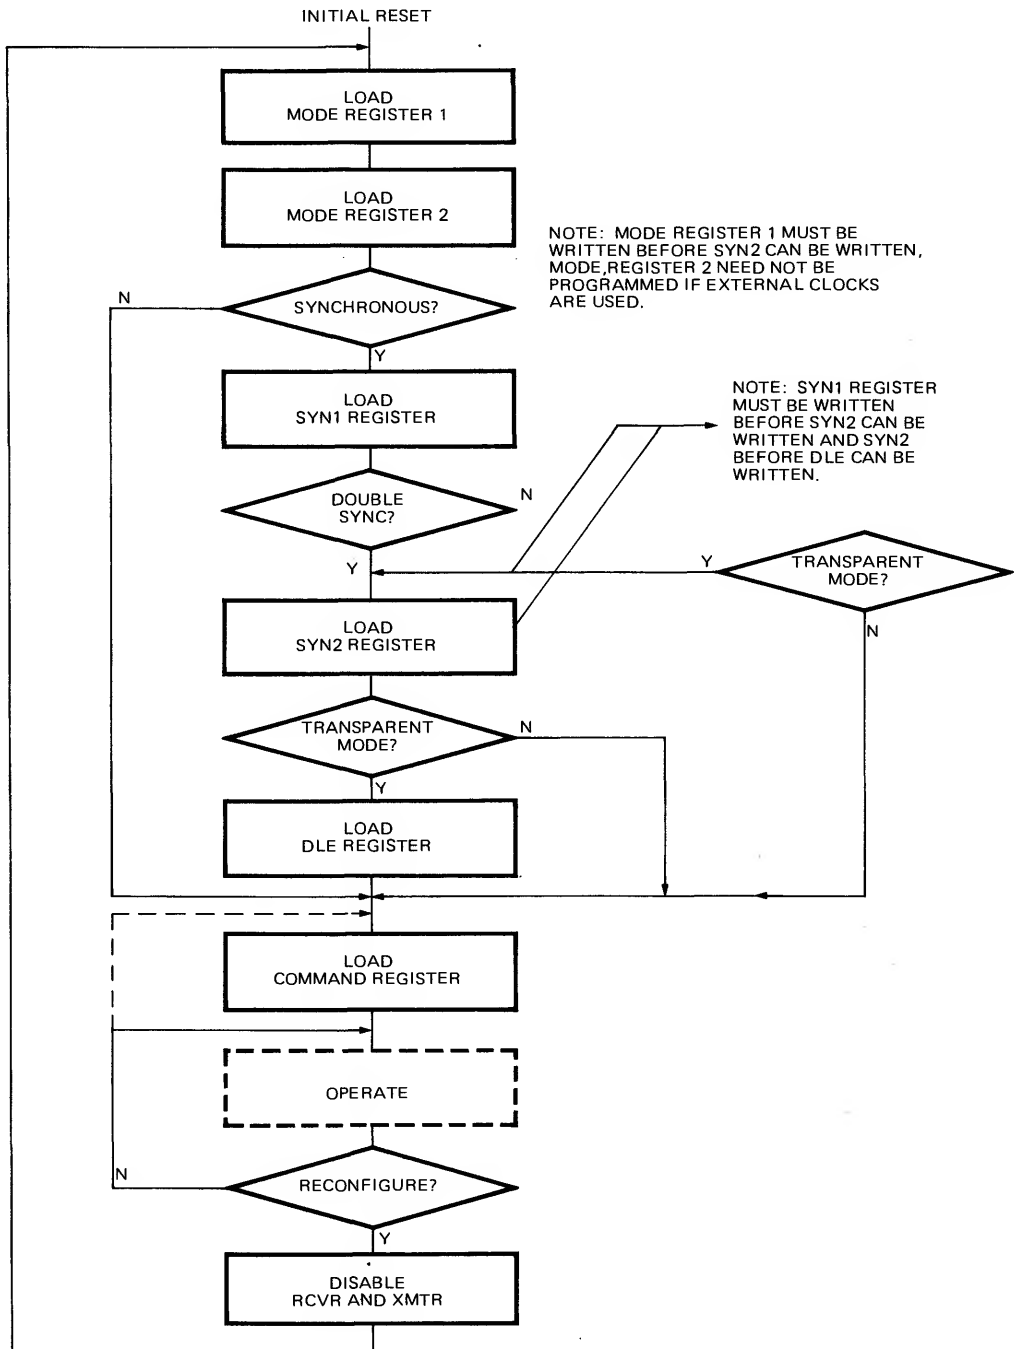 INITIAL RESET
LOAD
MODE REGISTER 1
LOAD
MODE REGISTER 2
NOTE: MODE REGISTER 1 MUST BE
WRITTEN BEFORE SYN2 CAN BE WRITTEN,
MODE,REGISTER 2 NEED NOT BE
PROGRAMMED IF EXTERNAL CLOCKS
ARE USED.
N
SYNCHRONOUS?
Y
LOAD
SYN1 REGISTER
NOTE: SYN1 REGISTER
MUST BE WRITTEN
BEFORE SYN2 CAN BE
WRITTEN AND SYN2
BEFORE DLE CAN BE
WRITTEN.
DOUBLE
SYNC?
N
Y
Y
TRANSPARENT
MODE?
N
LOAD
SYN2 REGISTER
TRANSPARENT
MODE?
N
Y
LOAD
DLE REGISTER
LOAD
COMMAND REGISTER
OPERATE
N
RECONFIGURE?
Y
DISABLE
RCVR AND XMTR